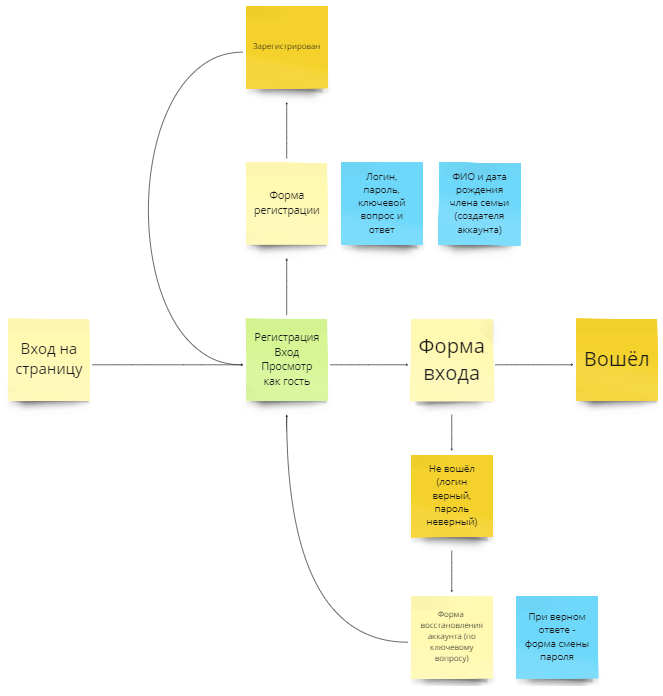 Зарегистрирован
Форма
регистрации
Логин,
пароль,
ключевой
вопрос и
ответ
ФИО и дата
рождения
члена семьи
(создателя
аккаунта)
Вход на
страницу
Регистрация
Вход
Просмотр
как гость
Форма
входа
Вошёл
Не вошёл
(логин
верный,
пароль
неверный)
Форма
восстановления
аккаунта (по
ключевому
вопросу)
При верном
ответе -
форма смены
пароля